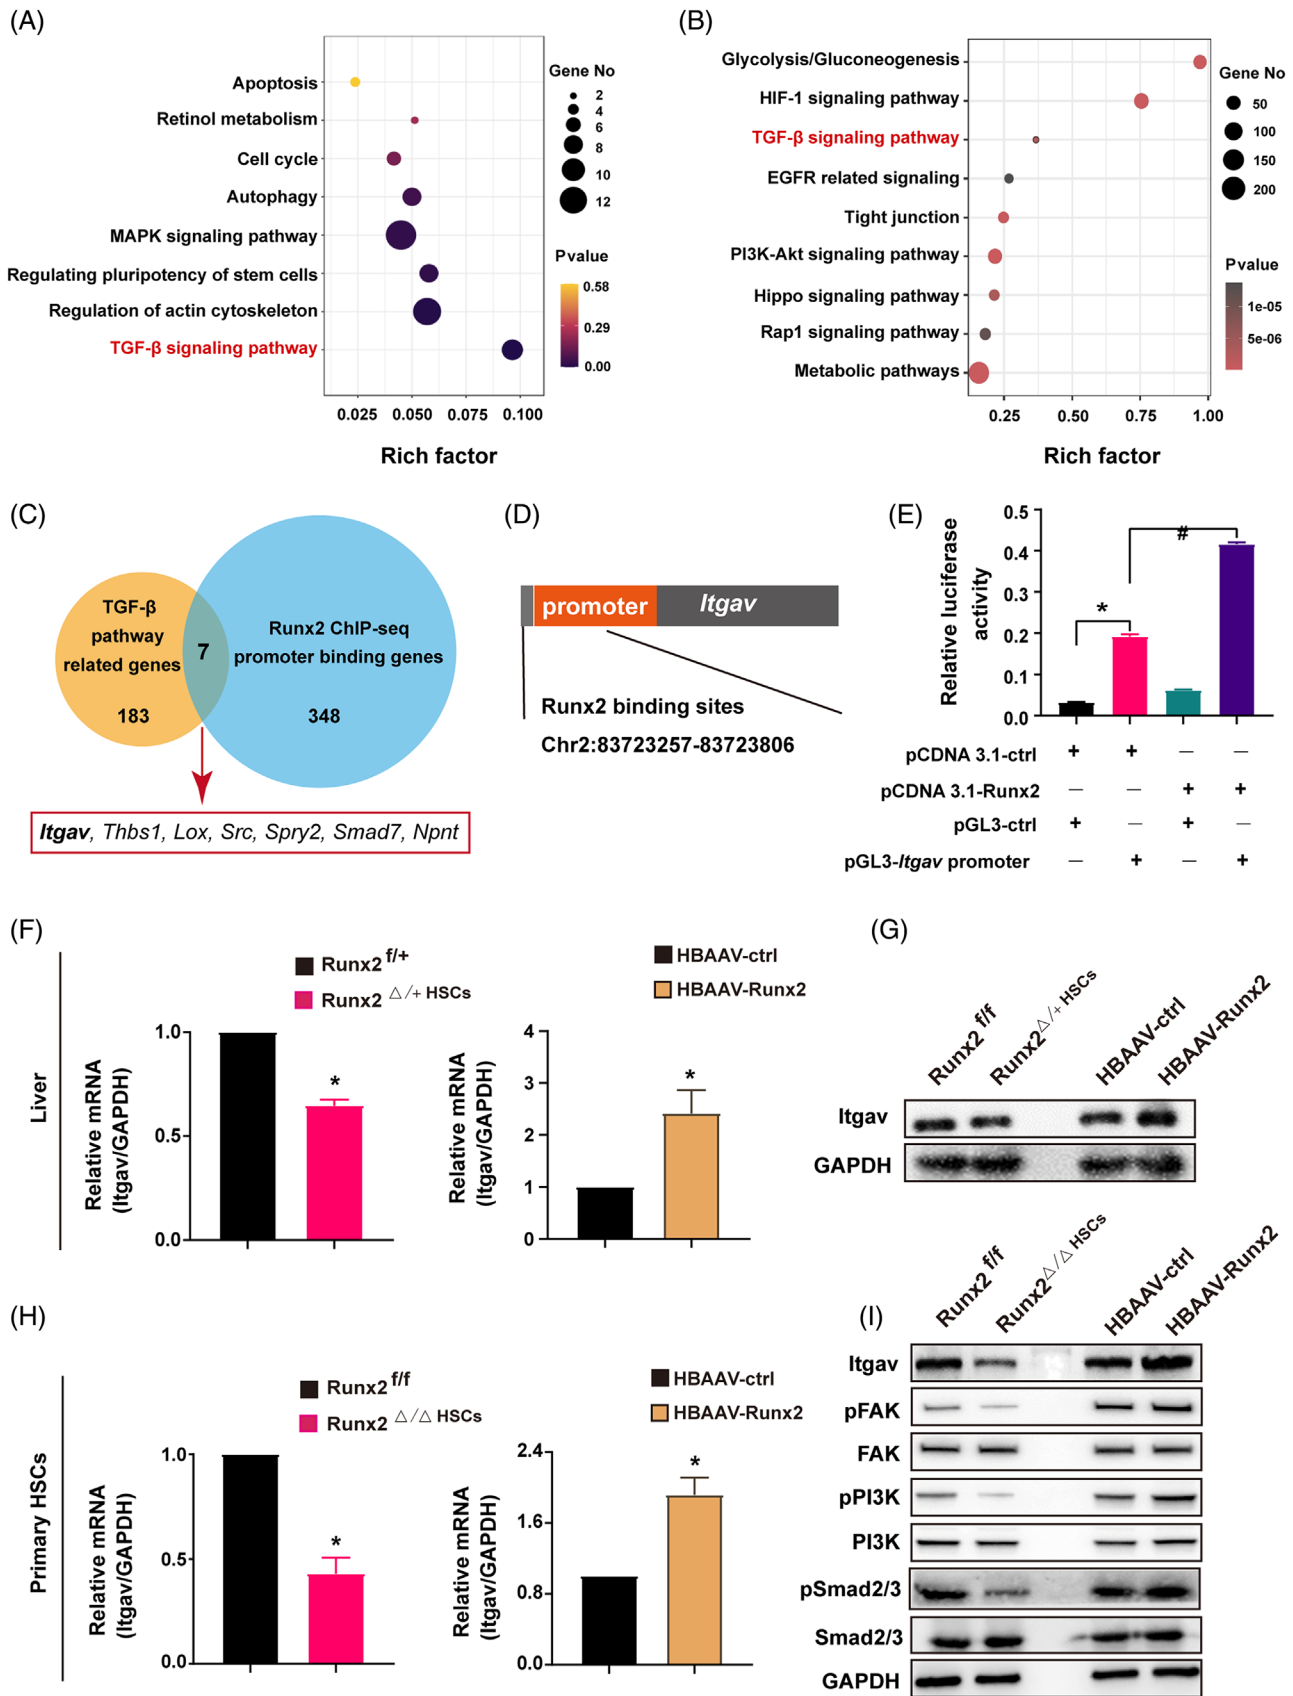 (A)
Apoptosis
Retinol metabolism
Cell cycle
Autophagy
MAPK signaling pathway
Regulating pluripotency of stem cells
Regulation of actin cytoskeleton
TGF-β signaling pathway
0.025 0.050 0.075 0.100
Rich factor
Gene No
2
4
6
8
10
12
Pvalue
0.58
0.29
0.00
(B)
Glycolysis/Gluconeogenesis
HIF-1 signaling pathway
TGF-β signaling pathway
EGFR related signaling
Tight junction
PI3K-Akt signaling pathway
Hippo signaling pathway
Rap1 signaling pathway
Metabolic pathways
0.25 0.50 0.75 1.00
Rich factor
Gene No
50
100
150
200
Pvalue
1e-05
5e-06
(C)
TGF-β
pathway
related genes
183
7
Runx2 ChIP-seq
promoter binding genes
348
Itgav, Thbs1, Lox, Src, Spry2, Smad7, Npnt
(D)
promoter Itgav
Runx2 binding sites
Chr2:83723257-83723806
(E)
Relative luciferase
activity
0.5
0.4
0.3
0.2
0.1
0.0
*
#
pCDNA 3.1-ctrl + + — —
pCDNA 3.1-Runx2 — — + +
pGL3-ctrl + — + —
pGL3-Itgav promoter — + — +
(F)
Liver
Runx2 f/+
Runx2 △/+ HSCs
Relative mRNA
(Itgav/GAPDH)
1.0
0.5
0.0
*
HBAAV-ctrl
HBAAV-Runx2
Relative mRNA
(Itgav/GAPDH)
4
3
2
1
0
*
(G)
Runx2 f/f
Runx2△/+ HSCs
HBAAV-ctrl
HBAAV-Runx2
Itgav
GAPDH
(H)
Primary HSCs
Runx2 f/f
Runx2 △/△ HSCs
Relative mRNA
(Itgav/GAPDH)
1.0
0.5
0.0
*
HBAAV-ctrl
HBAAV-Runx2
Relative mRNA
(Itgav/GAPDH)
2.4
1.6
0.8
0.0
*
(I)
Runx2 f/f
Runx2△/△ HSCs
HBAAV-ctrl
HBAAV-Runx2
Itgav
pFAK
FAK
pPI3K
PI3K
pSmad2/3
Smad2/3
GAPDH